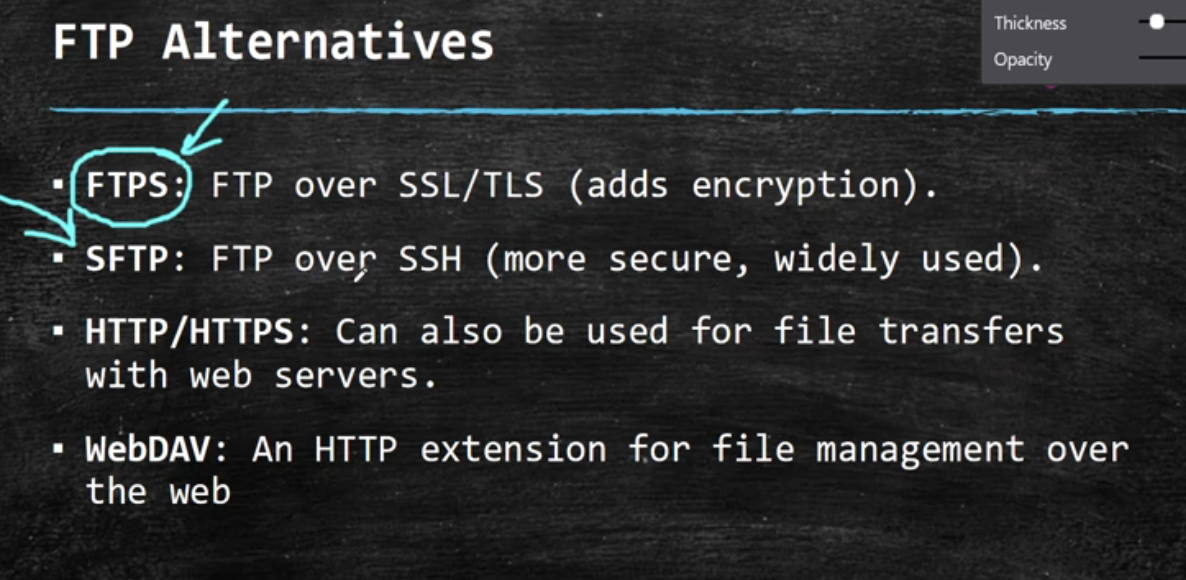 FTP Alternatives
Thickness
Opacity
▪ FTPS: FTP over SSL/TLS (adds encryption).
▪ SFTP: FTP over SSH (more secure, widely used).
▪ HTTP/HTTPS: Can also be used for file transfers
with web servers.
▪ WebDAV: An HTTP extension for file management over
the web